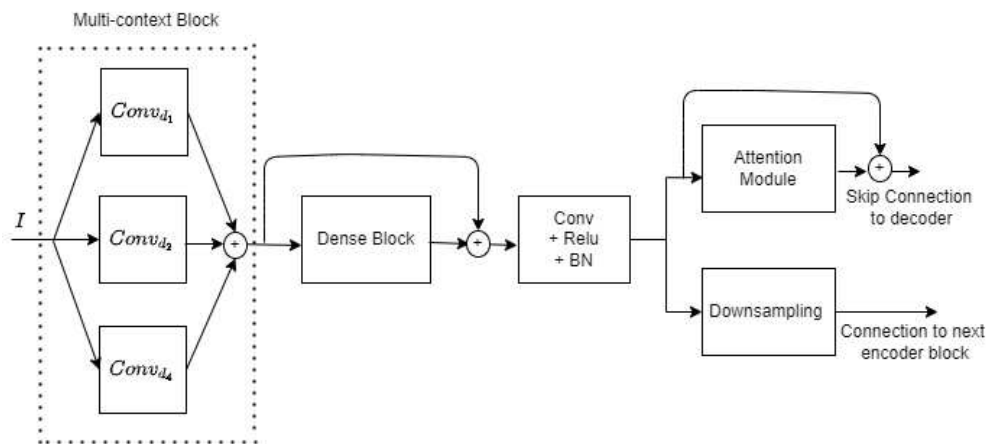 Multi-context Block
Conv_{d_1}
I
Conv_{d_2}
Conv_{d_4}
+
Dense Block
+
Conv
+ Relu
+ BN
Attention
Module
+
Skip Connection
to decoder
Downsampling
Connection to next
encoder block